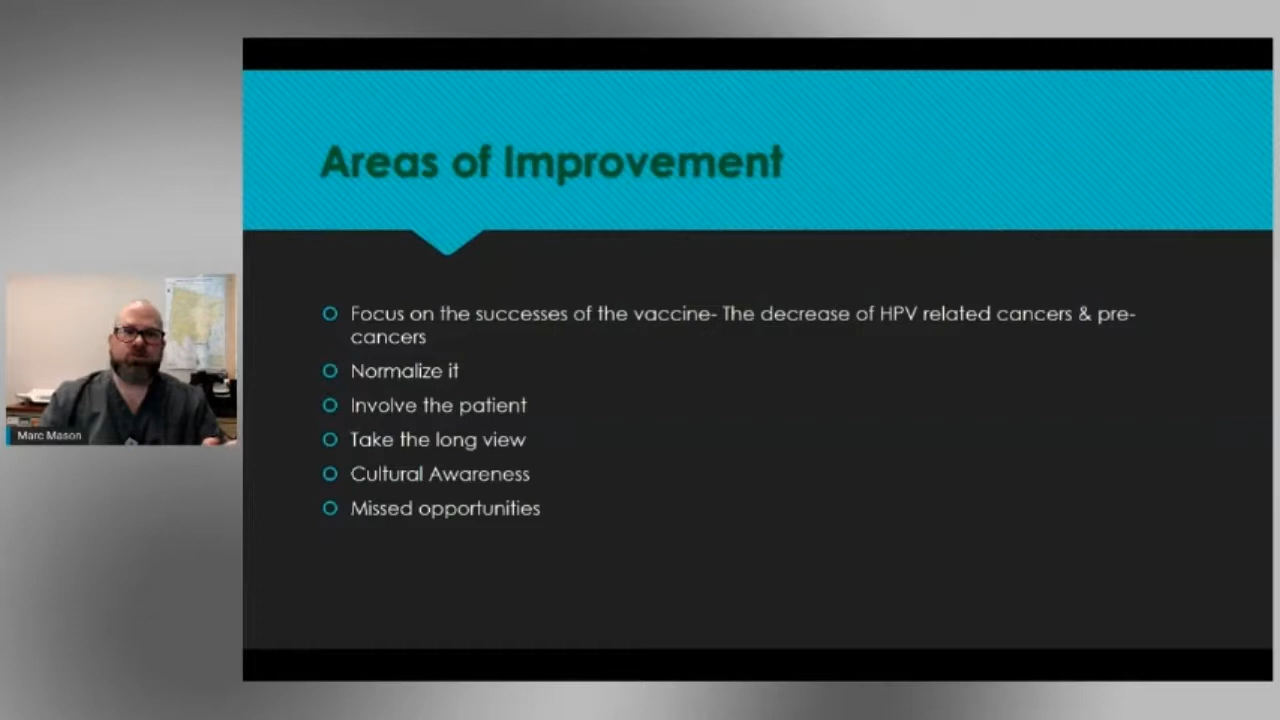 Areas of Improvement
Focus on the successes of the vaccine- The decrease of HPV related cancers & pre-
cancers
Normalize it
Involve the patient
Take the long view
Cultural Awareness
Missed opportunities
Marc Mason